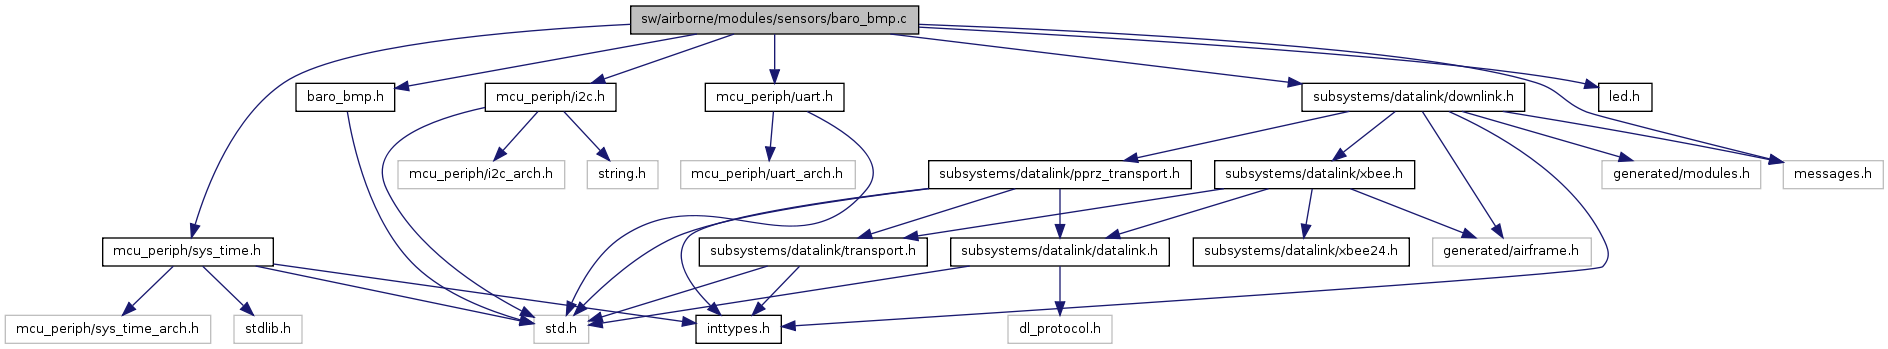 sw/airborne/modules/sensors/baro_bmp.c
baro_bmp.h
mcu_periph/i2c.h
mcu_periph/uart.h
subsystems/datalink/downlink.h
led.h
mcu_periph/i2c_arch.h
string.h
mcu_periph/uart_arch.h
subsystems/datalink/pprz_transport.h
subsystems/datalink/xbee.h
generated/modules.h
messages.h
mcu_periph/sys_time.h
subsystems/datalink/transport.h
subsystems/datalink/datalink.h
subsystems/datalink/xbee24.h
generated/airframe.h
mcu_periph/sys_time_arch.h
stdlib.h
std.h
inttypes.h
dl_protocol.h